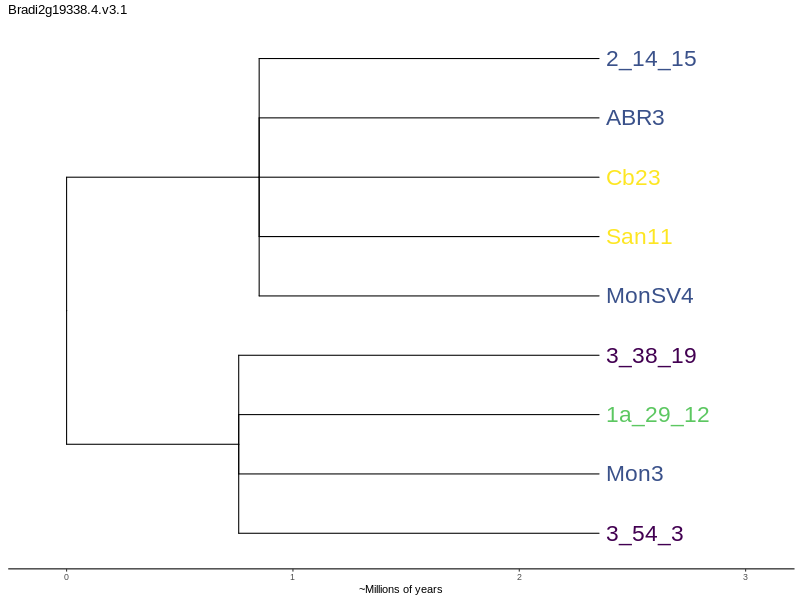 Bradi2g19338.4.v3.1
2_14_15
ABR3
Cb23
San11
MonSV4
3_38_19
1a_29_12
Mon3
3_54_3
0 1 2 3
~Millions of years